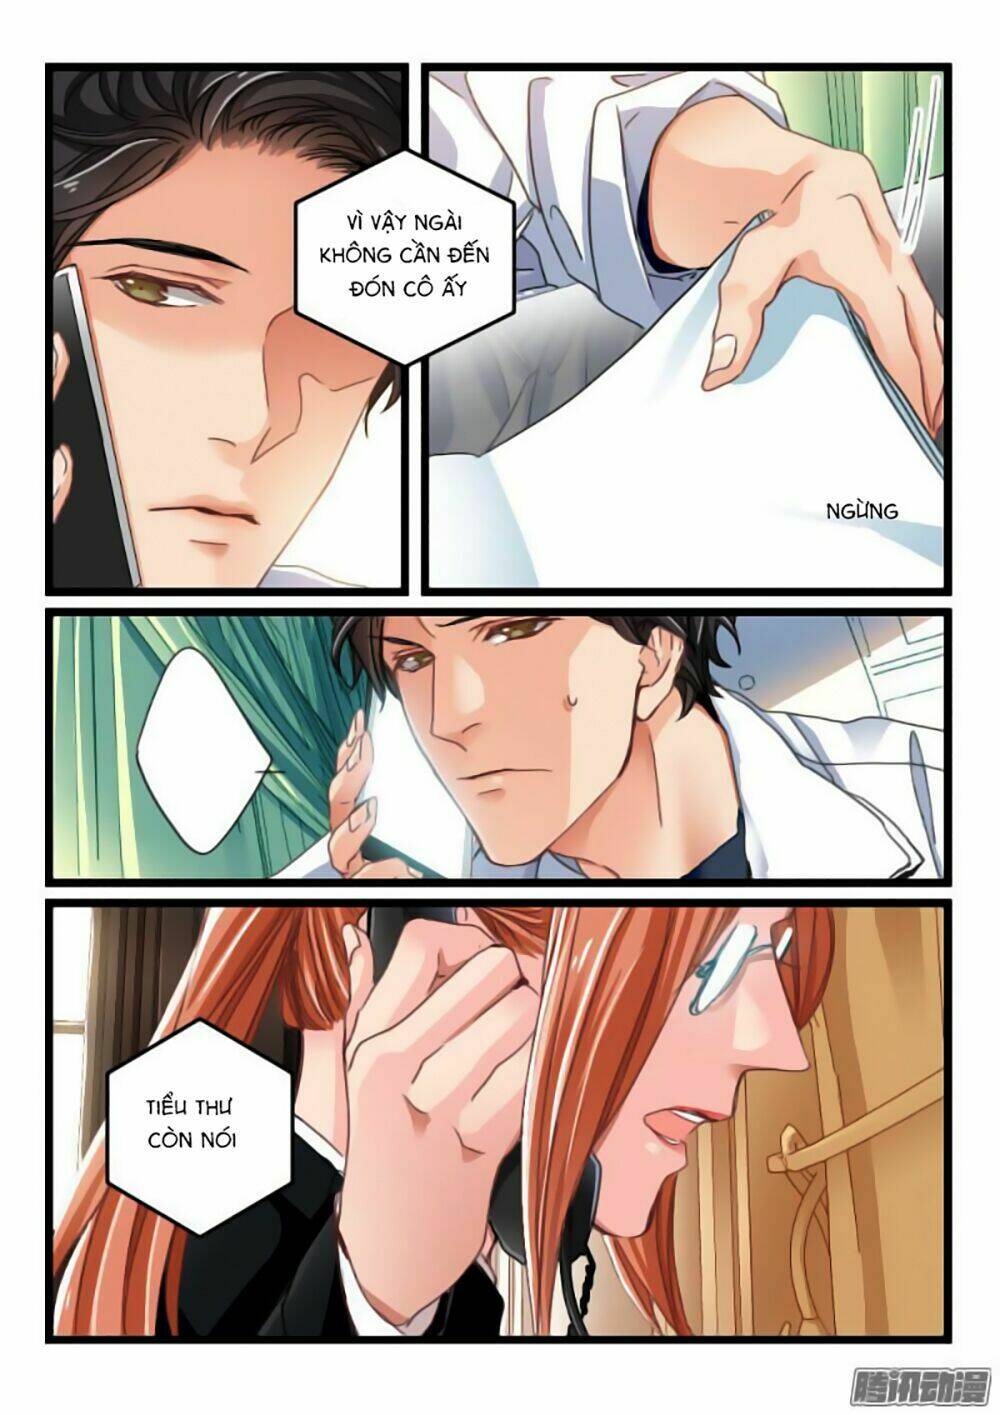 VÌ VẬY NGÀI
KHÔNG CẦN ĐẾN
ĐÓN CÔ ẤY
NGỪNG
TIỂU THƯ
CÒN NÓI
腾讯动漫